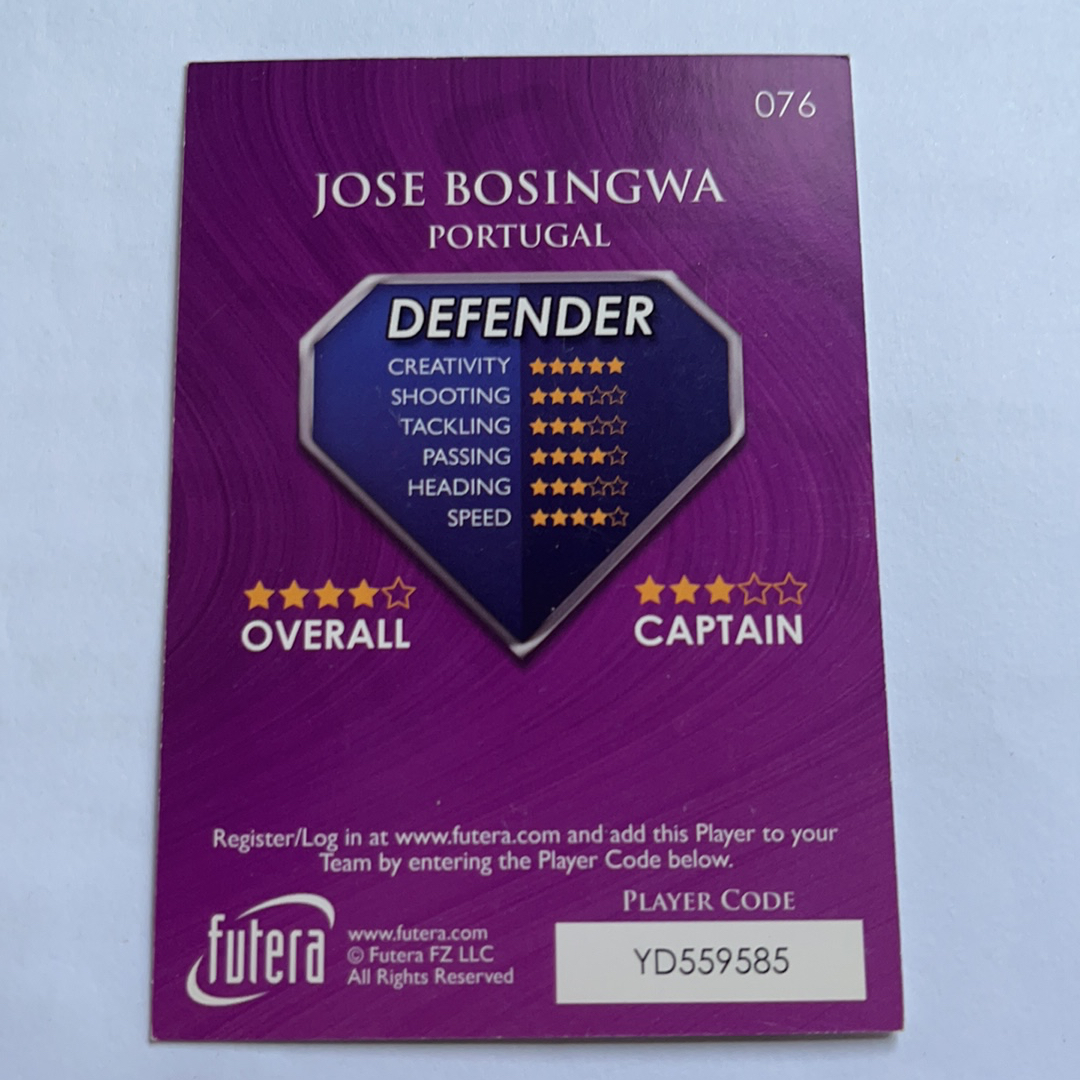 076
JOSE BOSINGWA
PORTUGAL
DEFENDER
CREATIVITY
SHOOTING
TACKLING
PASSING
HEADING
SPEED
OVERALL
CAPTAIN
Register/Log in at www.futera.com and add this Player to your
Team by entering the Player Code below.
PLAYER CODE
YD559585
futera
www.futera.com
© Futera FZ LLC
All Rights Reserved